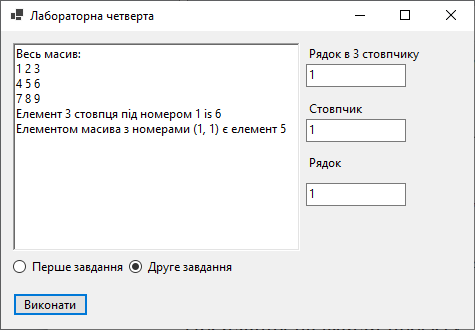 Лабораторна четверта
Весь масив:
1 2 3
4 5 6
7 8 9
Елемент 3 стовпця під номером 1 is 6
Елементом масива з номерами (1, 1) є елемент 5
Рядок в 3 стовпчику
1
Стовпчик
1
Рядок
1
Перше завдання Друге завдання
Виконати